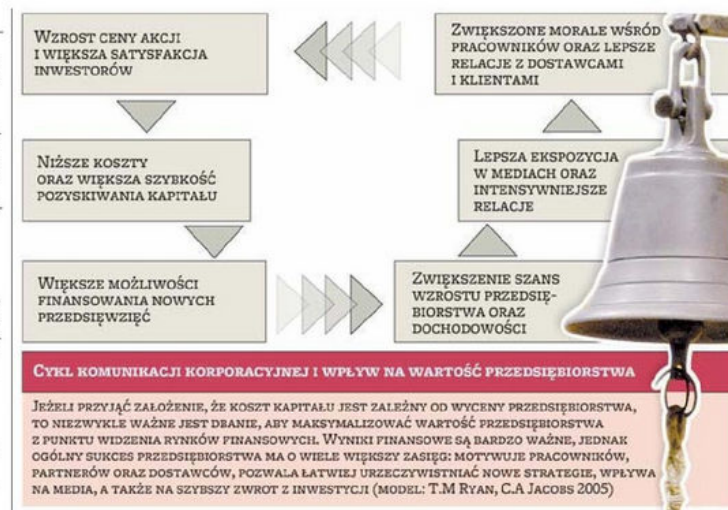 WZROST CENY AKCJI
I WIĘKSZA SATYSFAKCJA
INWESTORÓW
ZWIĘKSZONE MORALE WŚRÓD
PRACOWNIKÓW ORAZ LEPSZE
RELACJE Z DOSTAWCAMI
I KLIENTAMI
NIŻSZE KOSZTY
ORAZ WIĘKSZA SZYBKOŚĆ
POZYSKIWANIA KAPITAŁU
LEPSZA EKSPOZYCJA
W MEDIACH ORAZ
INTENSYWNIEJSZE
RELACJE
WIĘKSZE MOŻLIWOŚCI
FINANSOWANIA NOWYCH
PRZEDSIĘWZIĘĆ
ZWIĘKSZENIE SZANS
WZROSTU PRZEDSIĘ-
BIORSTWA ORAZ
DOCHODOWOŚCI
CYKL KOMUNIKACJI KORPORACYJNEJ I WPŁYW NA WARTOŚĆ PRZEDSIĘBIORSTWA
JEŻELI PRZYJĄĆ ZAŁOŻENIE, ŻE KOSZT KAPITAŁU JEST ZALEŻNY OD WYCENY PRZEDSIĘBIORSTWA,
TO NIEZWYKLE WAŻNE JEST DBANIE, ABY MAKSYMALIZOWAĆ WARTOŚĆ PRZEDSIĘBIORSTWA
Z PUNKTU WIDZENIA RYNKÓW FINANSOWYCH. WYNIKI FINANSOWE SĄ BARDZO WAŻNE, JEDNAK
OGÓLNY SUKCES PRZEDSIĘBIORSTWA MA O WIELE WIĘKSZY ZASIĘG: MOTYWUJE PRACOWNIKÓW,
PARTNERÓW ORAZ DOSTAWCÓW, POZWALA ŁATWIEJ URZECZYWISTNIAĆ NOWE STRATEGIE, WPŁYWA
NA MEDIA, A TAKŻE NA SZYBSZY ZWROT Z INWESTYCJI (MODEL: T.M RYAN, C.A JACOBS 2005)